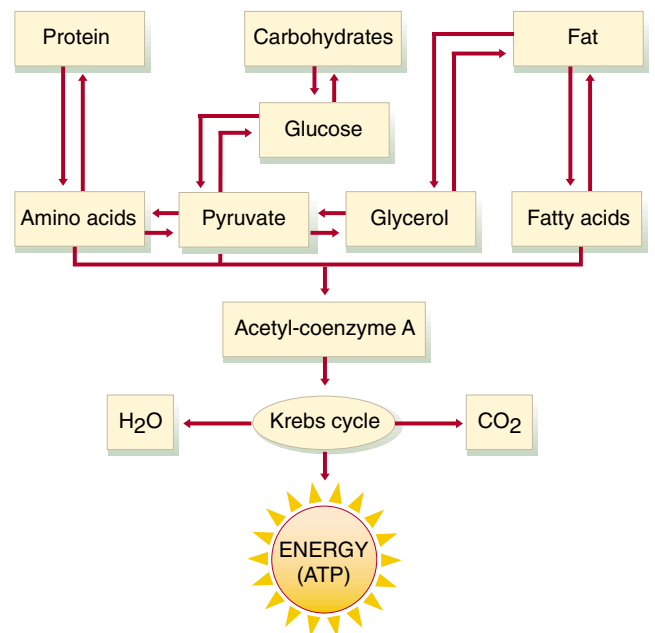 Protein
Carbohydrates
Fat
Glucose
Amino acids
Pyruvate
Glycerol
Fatty acids
Acetyl-coenzyme A
H2O
Krebs cycle
CO2
ENERGY
(ATP)